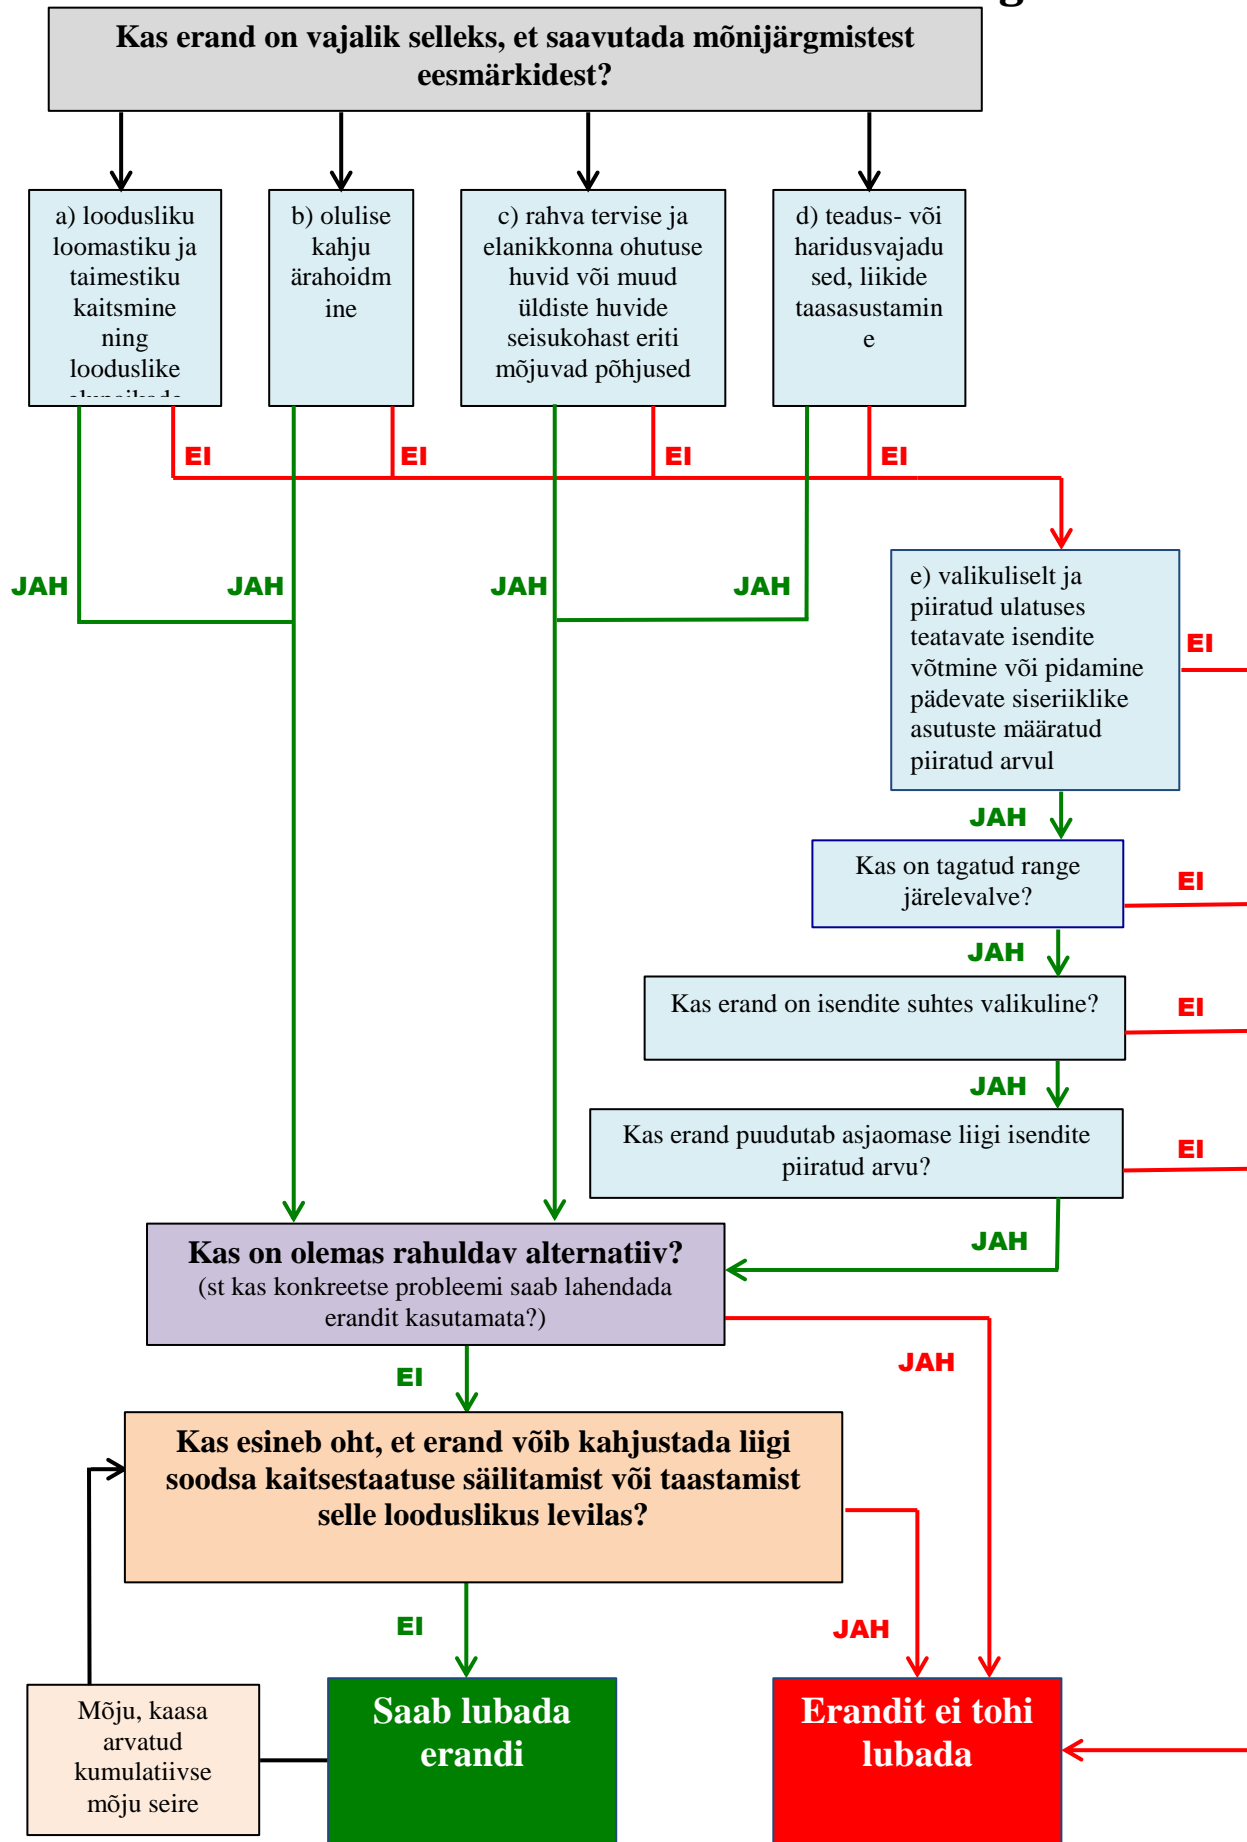 Kas erand on vajalik selleks, et saavutada mõnijärgmistest
eesmärkidest?
a) loodusliku
loomastiku ja
taimestiku
kaitsmine
ning
looduslike
b) olulise
kahju
ärahoidm
ine
c) rahva tervise ja
elanikkonna ohutuse
huvid või muud
üldiste huvide
seisukohast eriti
mõjuvad põhjused
d) teadus- või
haridusvajadu
sed, liikide
taasasustamin
e
EI
EI
EI
EI
JAH
JAH
JAH
JAH
e) valikuliselt ja
piiratud ulatuses
teatavate isendite
võtmine või pidamine
pädevate siseriiklike
asutuste määratud
piiratud arvul
EI
JAH
Kas on tagatud range
järelevalve?
EI
JAH
Kas erand on isendite suhtes valikuline?
EI
JAH
Kas erand puudutab asjaomase liigi isendite
piiratud arvu?
EI
JAH
Kas on olemas rahuldav alternatiiv?
(st kas konkreetse probleemi saab lahendada
erandit kasutamata?)
JAH
EI
Kas esineb oht, et erand võib kahjustada liigi
soodsa kaitsestaatuse säilitamist või taastamist
selle looduslikus levilas?
EI
JAH
Mõju, kaasa
arvatud
kumulatiivse
mõju seire
Saab lubada
erandi
Erandit ei tohi
lubada